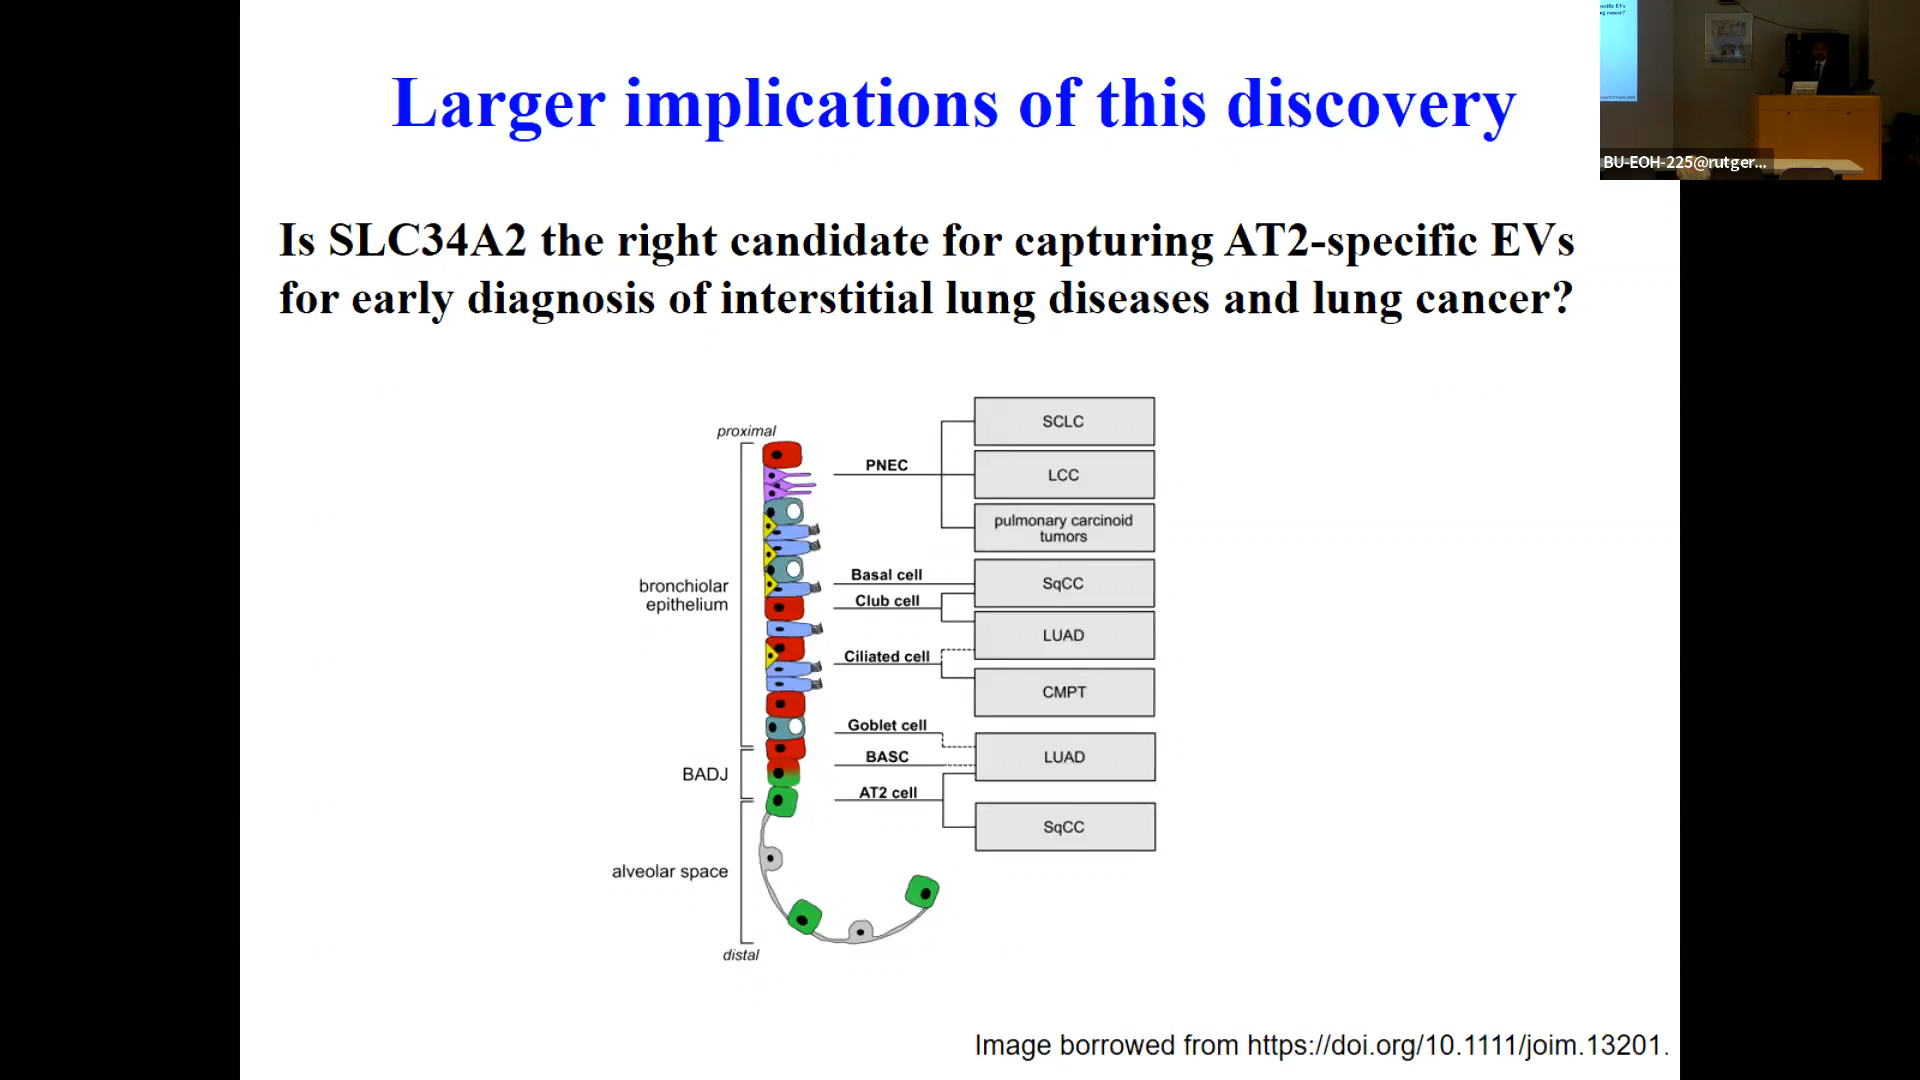 Larger implications of this discovery
BU-EOH-225@rutger...
Is SLC34A2 the right candidate for capturing AT2-specific EVs
for early diagnosis of interstitial lung diseases and lung cancer?
proximal
bronchiolar
epithelium
BADJ
alveolar space
distal
PNEC
Basal cell
Club cell
Ciliated cell
Goblet cell
BASC
AT2 cell
SCLC
LCC
pulmonary carcinoid
tumors
SqCC
LUAD
CMPT
LUAD
SqCC
Image borrowed from https://doi.org/10.1111/joim.13201.